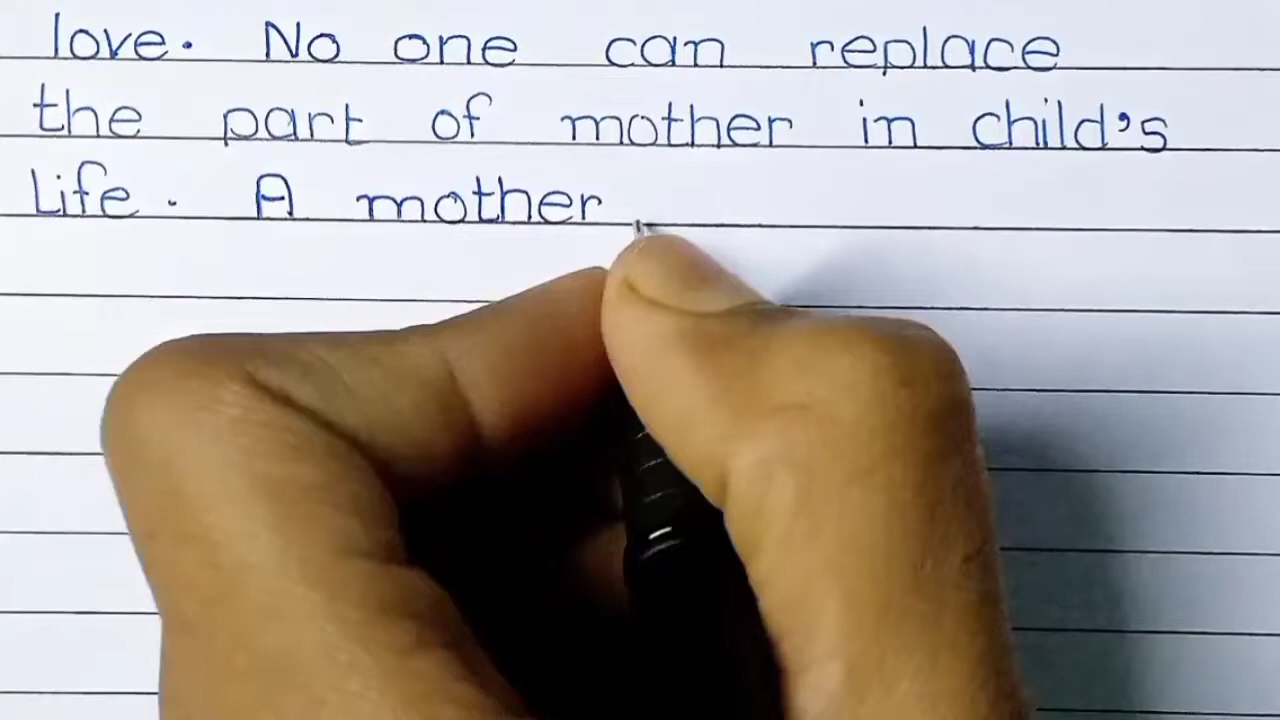 love. No one can replace
the part of mother in child's
Life. A mother